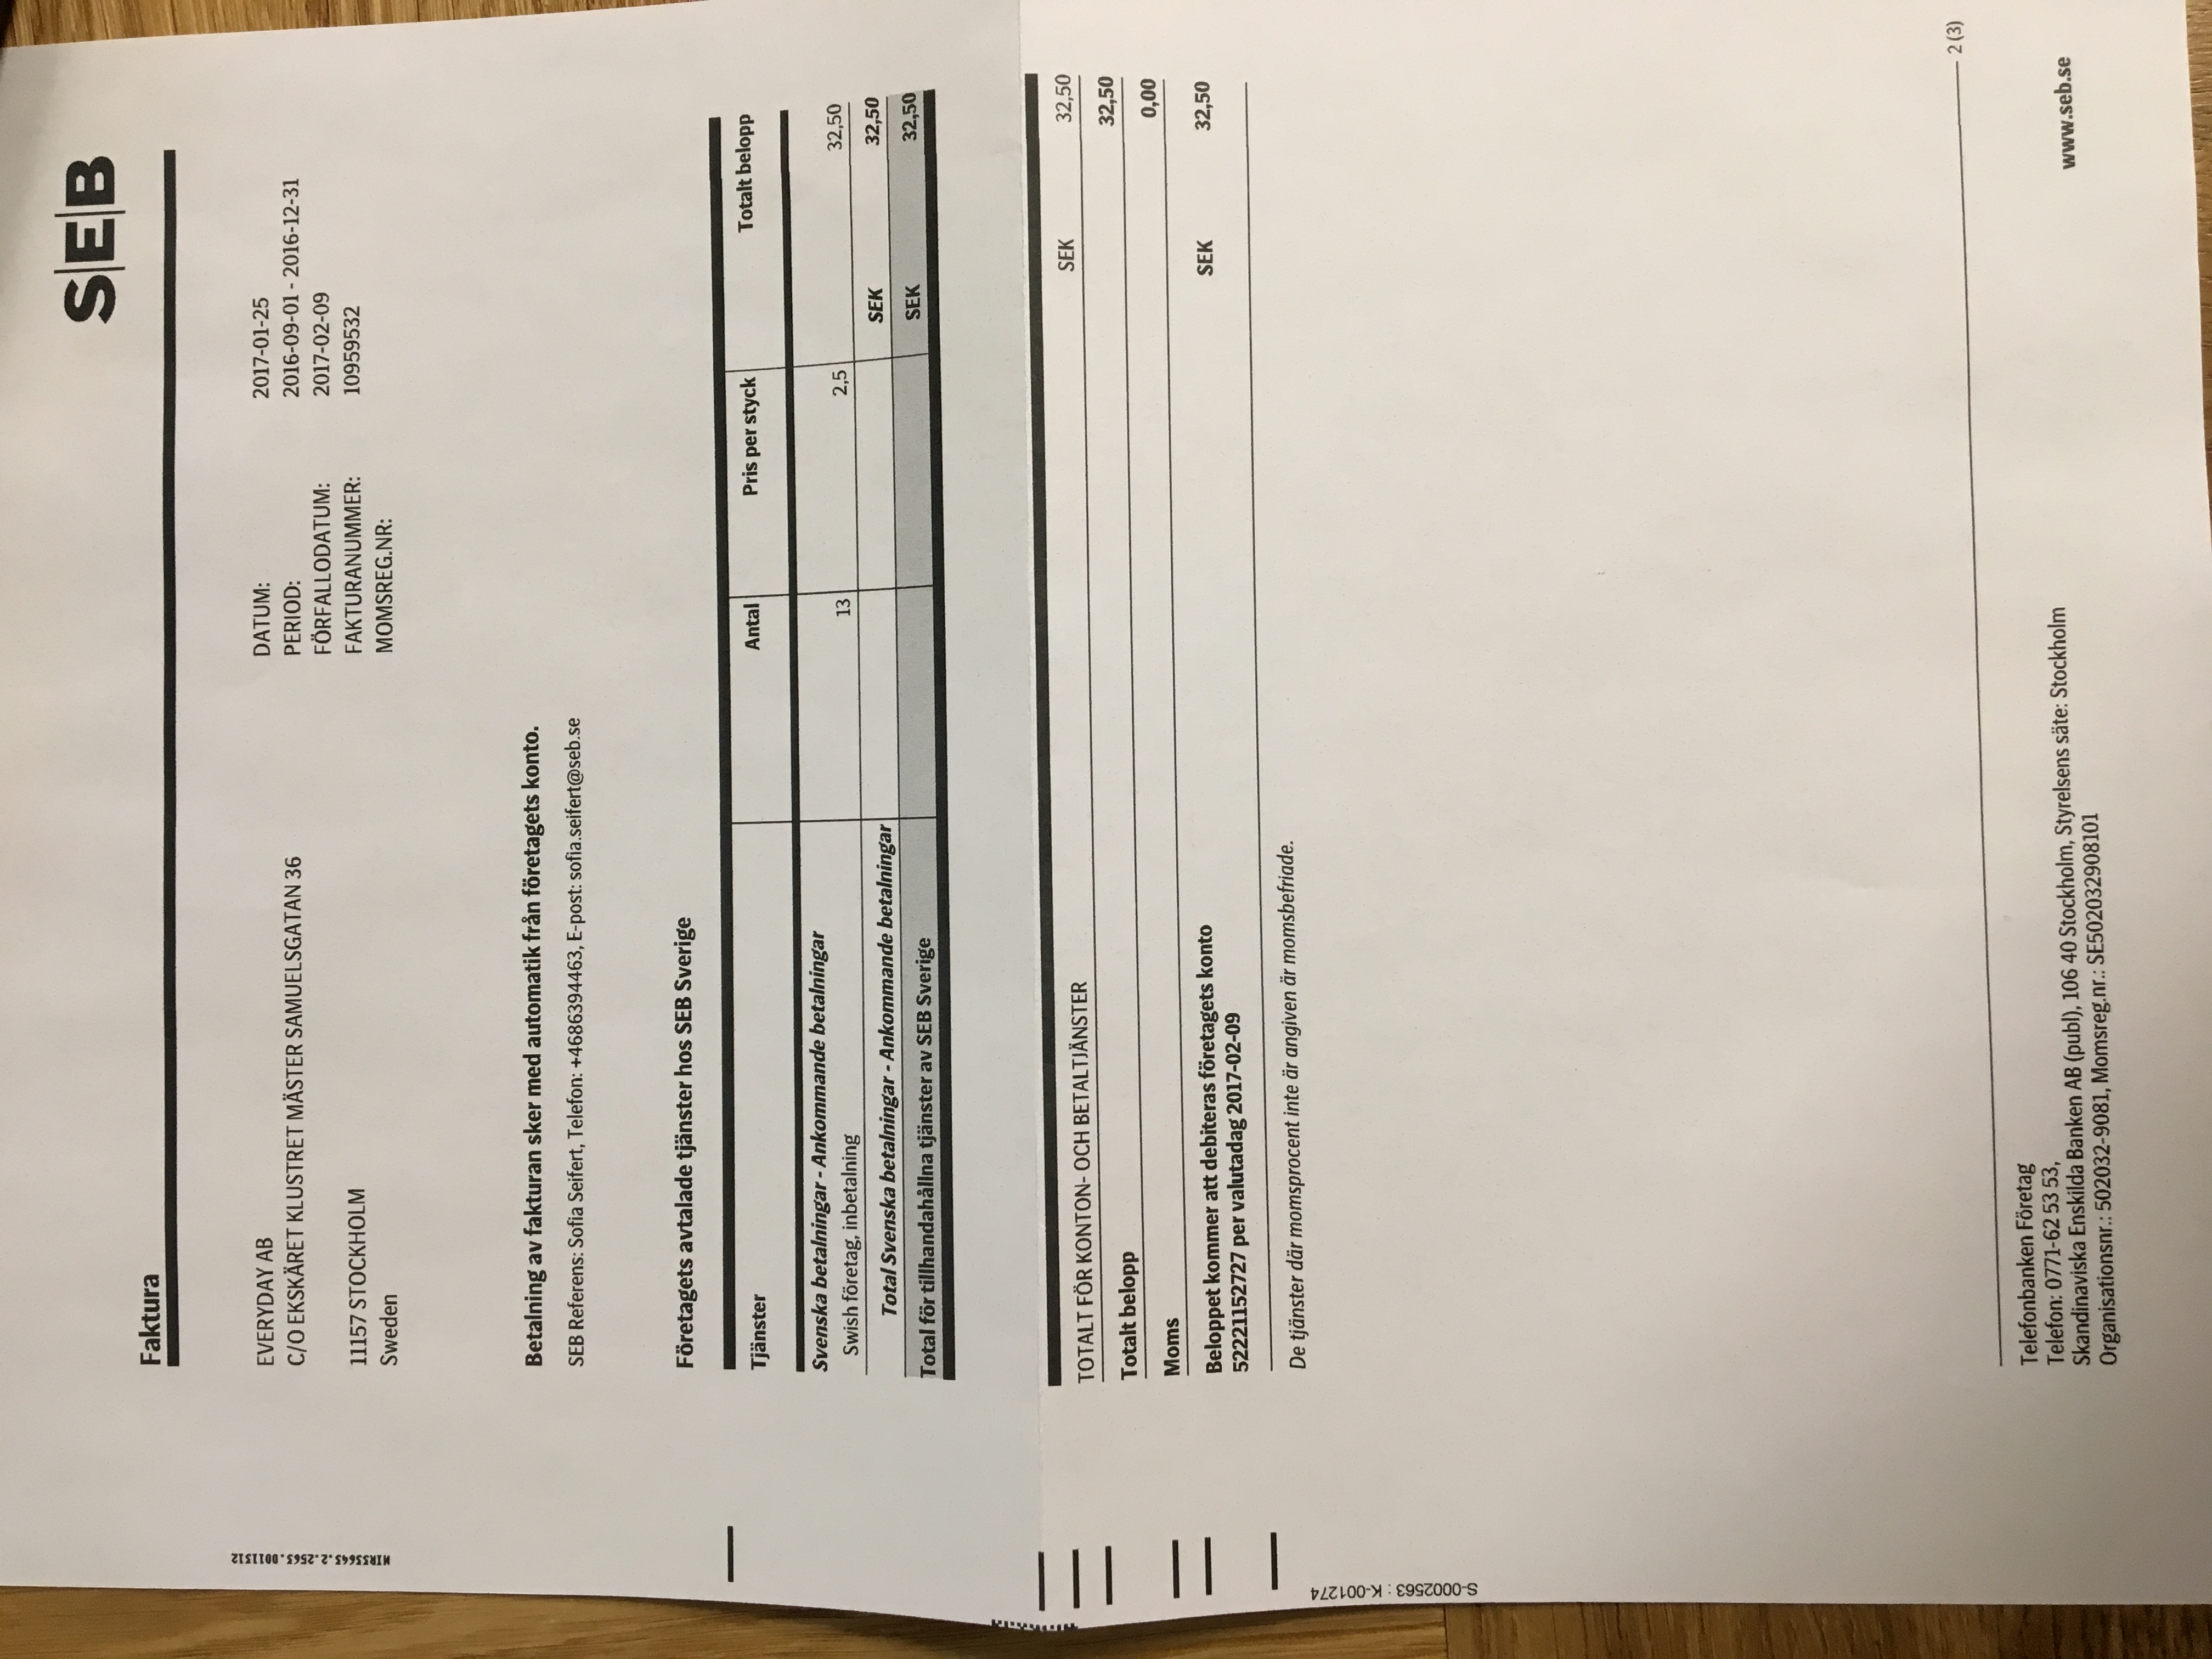 S|E|B
Faktura
NIR33643.2.2563.0011312
EVERYDAY AB
C/O EKSKÄRET KLUSTRET MÄSTER SAMUELSGATAN 36
11157 STOCKHOLM
Sweden
DATUM: 2017-01-25
PERIOD: 2016-09-01 - 2016-12-31
FÖRFALLODATUM: 2017-02-09
FAKTURANUMMER: 10959532
MOMSREG.NR:
Betalning av fakturan sker med automatik från företagets konto.
SEB Referens: Sofia Seifert, Telefon: +4686394463, E-post: sofia.seifert@seb.se
Företagets avtalade tjänster hos SEB Sverige
Tjänster Antal Pris per styck Totalt belopp
Svenska betalningar - Ankommande betalningar
Swish företag, inbetalning 13 2,5 32,50
Total Svenska betalningar - Ankommande betalningar SEK 32,50
Total för tillhandahållna tjänster av SEB Sverige SEK 32,50
TOTALT FÖR KONTON- OCH BETALTJÄNSTER SEK 32,50
Totalt belopp 32,50
Moms 0,00
Beloppet kommer att debiteras företagets konto SEK 32,50
52221152727 per valutadag 2017-02-09
De tjänster där momsprocent inte är angiven är momsbefriade.
S-0002563 : K-001274
2 (3)
Telefonbanken Företag
Telefon: 0771-62 53 53,
Skandinaviska Enskilda Banken AB (publ), 106 40 Stockholm, Styrelsens säte: Stockholm
Organisationsnr.: 502032-9081, Momsreg.nr.: SE502032908101
www.seb.se